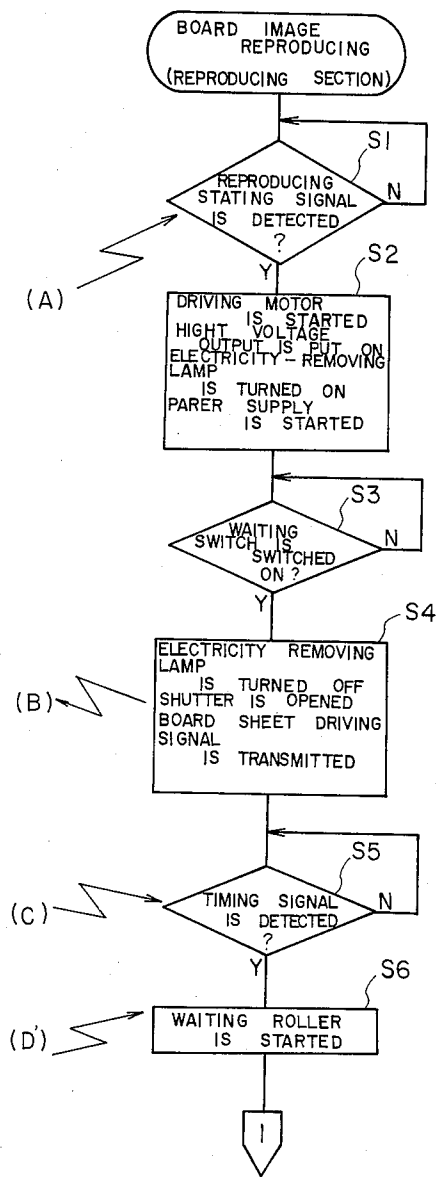 BOARD IMAGE
REPRODUCING
(REPRODUCING SECTION)
S1
REPRODUCING
STATING SIGNAL
IS DETECTED
?
N
Y
(A)
S2
DRIVING MOTOR
IS STARTED
HIGHT VOLTAGE
OUTPUT IS PUT ON
ELECTRICITY-REMOVING
LAMP
IS TURNED ON
PARER SUPPLY
IS STARTED
S3
WAITING
SWITCH IS
SWITCHED
ON ?
N
Y
S4
ELECTRICITY REMOVING
LAMP
IS TURNED OFF
SHUTTER IS OPENED
BOARD SHEET DRIVING
SIGNAL
IS TRANSMITTED
(B)
S5
TIMING SIGNAL
IS DETECTED
?
N
Y
(C)
S6
WAITING ROLLER
IS STARTED
(D')
1